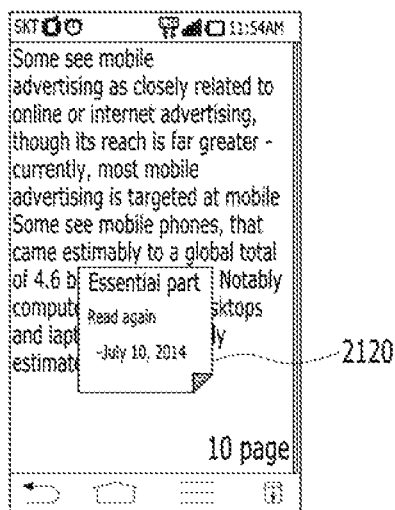 SKT 11:54AM
Some see mobile
advertising as closely related to
online or internet advertising,
though its reach is far greater -
currently, most mobile
advertising is targeted at mobile
Some see mobile phones, that
came estimably to a global total
of 4.6 b Essential part Notably
comput Read again sktops
and lapt y
-July 10, 2014
estimat
2120
10 page